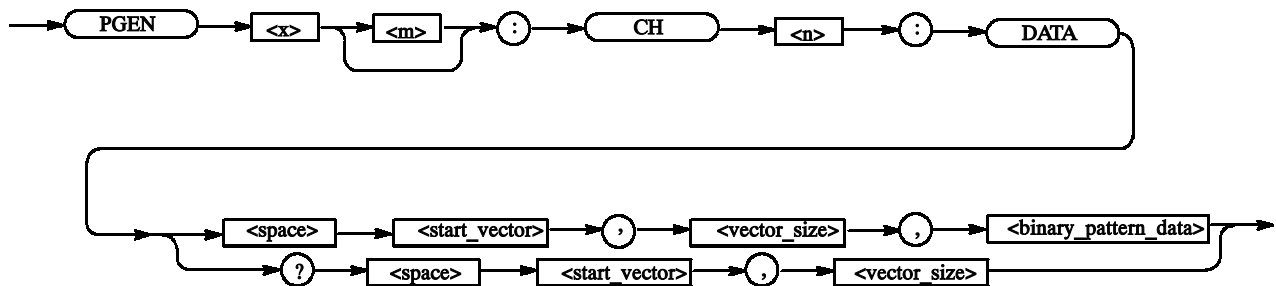 PGEN <x> <m> : CH <n> : DATA
<space> <start_vector> , <vector_size> , <binary_pattern_data>
? <space> <start_vector> , <vector_size>